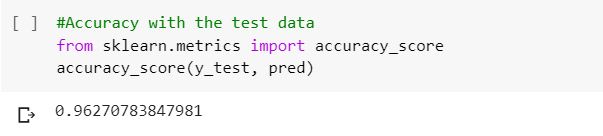 [ ] #Accuracy with the test data
from sklearn.metrics import accuracy_score
accuracy_score(y_test, pred)
0.96270783847981